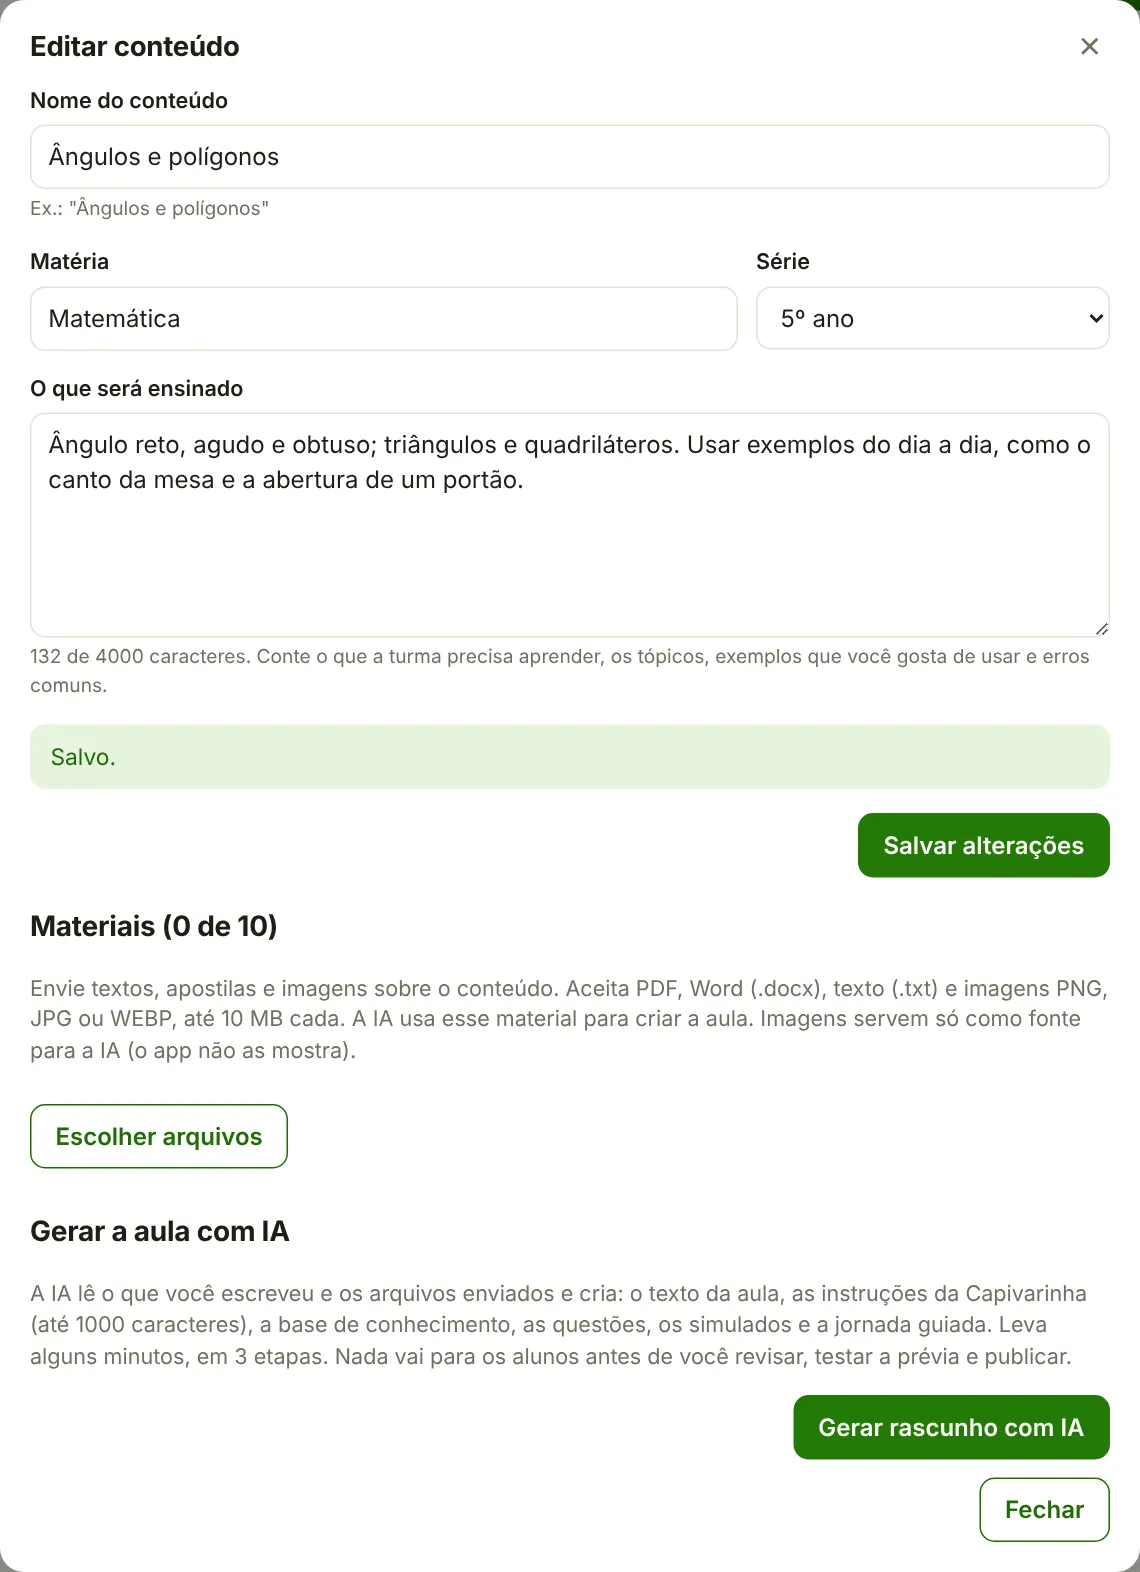 Editar conteúdo
Nome do conteúdo
Ângulos e polígonos
Ex.: "Ângulos e polígonos"
Matéria
Série
Matemática
5º ano
O que será ensinado
Ângulo reto, agudo e obtuso; triângulos e quadriláteros. Usar exemplos do dia a dia, como o
canto da mesa e a abertura de um portão.
132 de 4000 caracteres. Conte o que a turma precisa aprender, os tópicos, exemplos que você gosta de usar e erros
comuns.
Salvo.
Salvar alterações
Materiais (0 de 10)
Envie textos, apostilas e imagens sobre o conteúdo. Aceita PDF, Word (.docx), texto (.txt) e imagens PNG,
JPG ou WEBP, até 10 MB cada. A IA usa esse material para criar a aula. Imagens servem só como fonte
para a IA (o app não as mostra).
Escolher arquivos
Gerar a aula com IA
A IA lê o que você escreveu e os arquivos enviados e cria: o texto da aula, as instruções da Capivarinha
(até 1000 caracteres), a base de conhecimento, as questões, os simulados e a jornada guiada. Leva
alguns minutos, em 3 etapas. Nada vai para os alunos antes de você revisar, testar a prévia e publicar.
Gerar rascunho com IA
Fechar